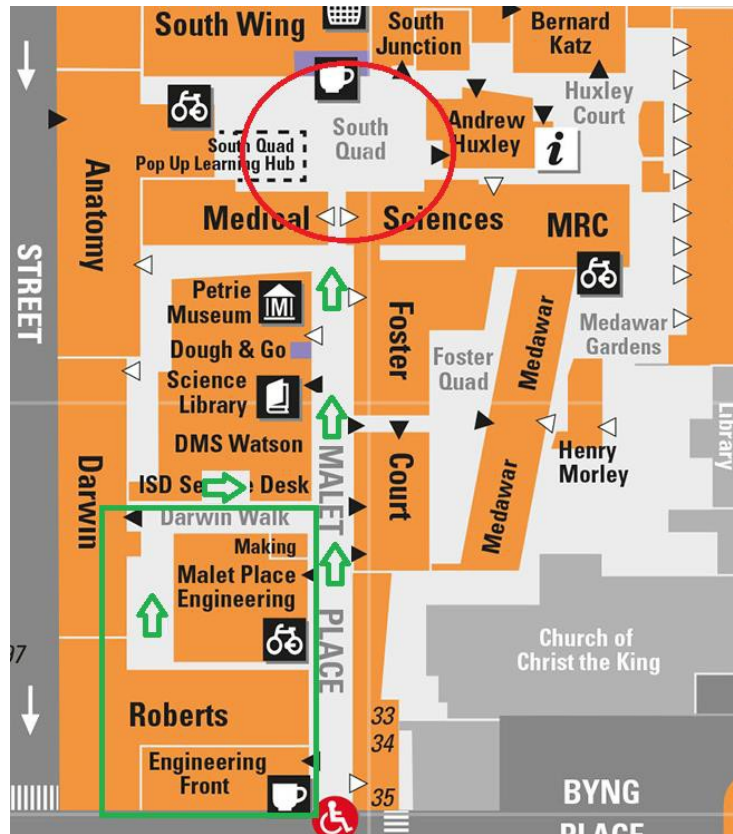 South Wing
South
Junction
Bernard
Katz
South
Quad
Huxley
Court
Andrew
Huxley
i
South Quad
Pop Up Learning Hub
Anatomy
Medical
Sciences
MRC
STREET
Petrie
Museum
Dough & Go
Science
Library
DMS Watson
ISD Se e Desk
Foster
Court
Foster
Quad
Medawar
Medawar
Medawar
Gardens
Henry
Morley
Library
Darwin
Darwin Walk
Making
Malet Place
Engineering
MALET
PLACE
Church of
Christ the King
97
Roberts
Engineering
Front
33
34
35
BYNG
PLACE